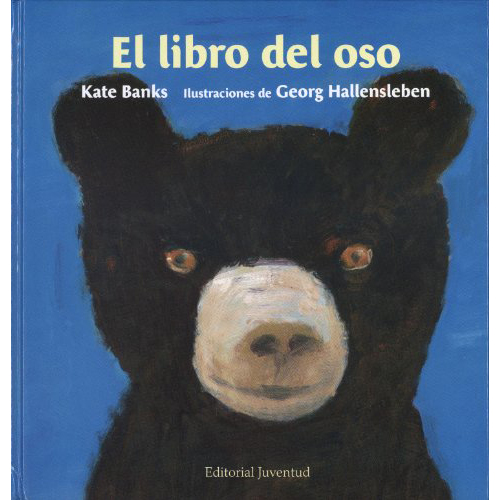 El libro del oso
Kate Banks Ilustraciones de Georg Hallensleben
Editorial Juventud